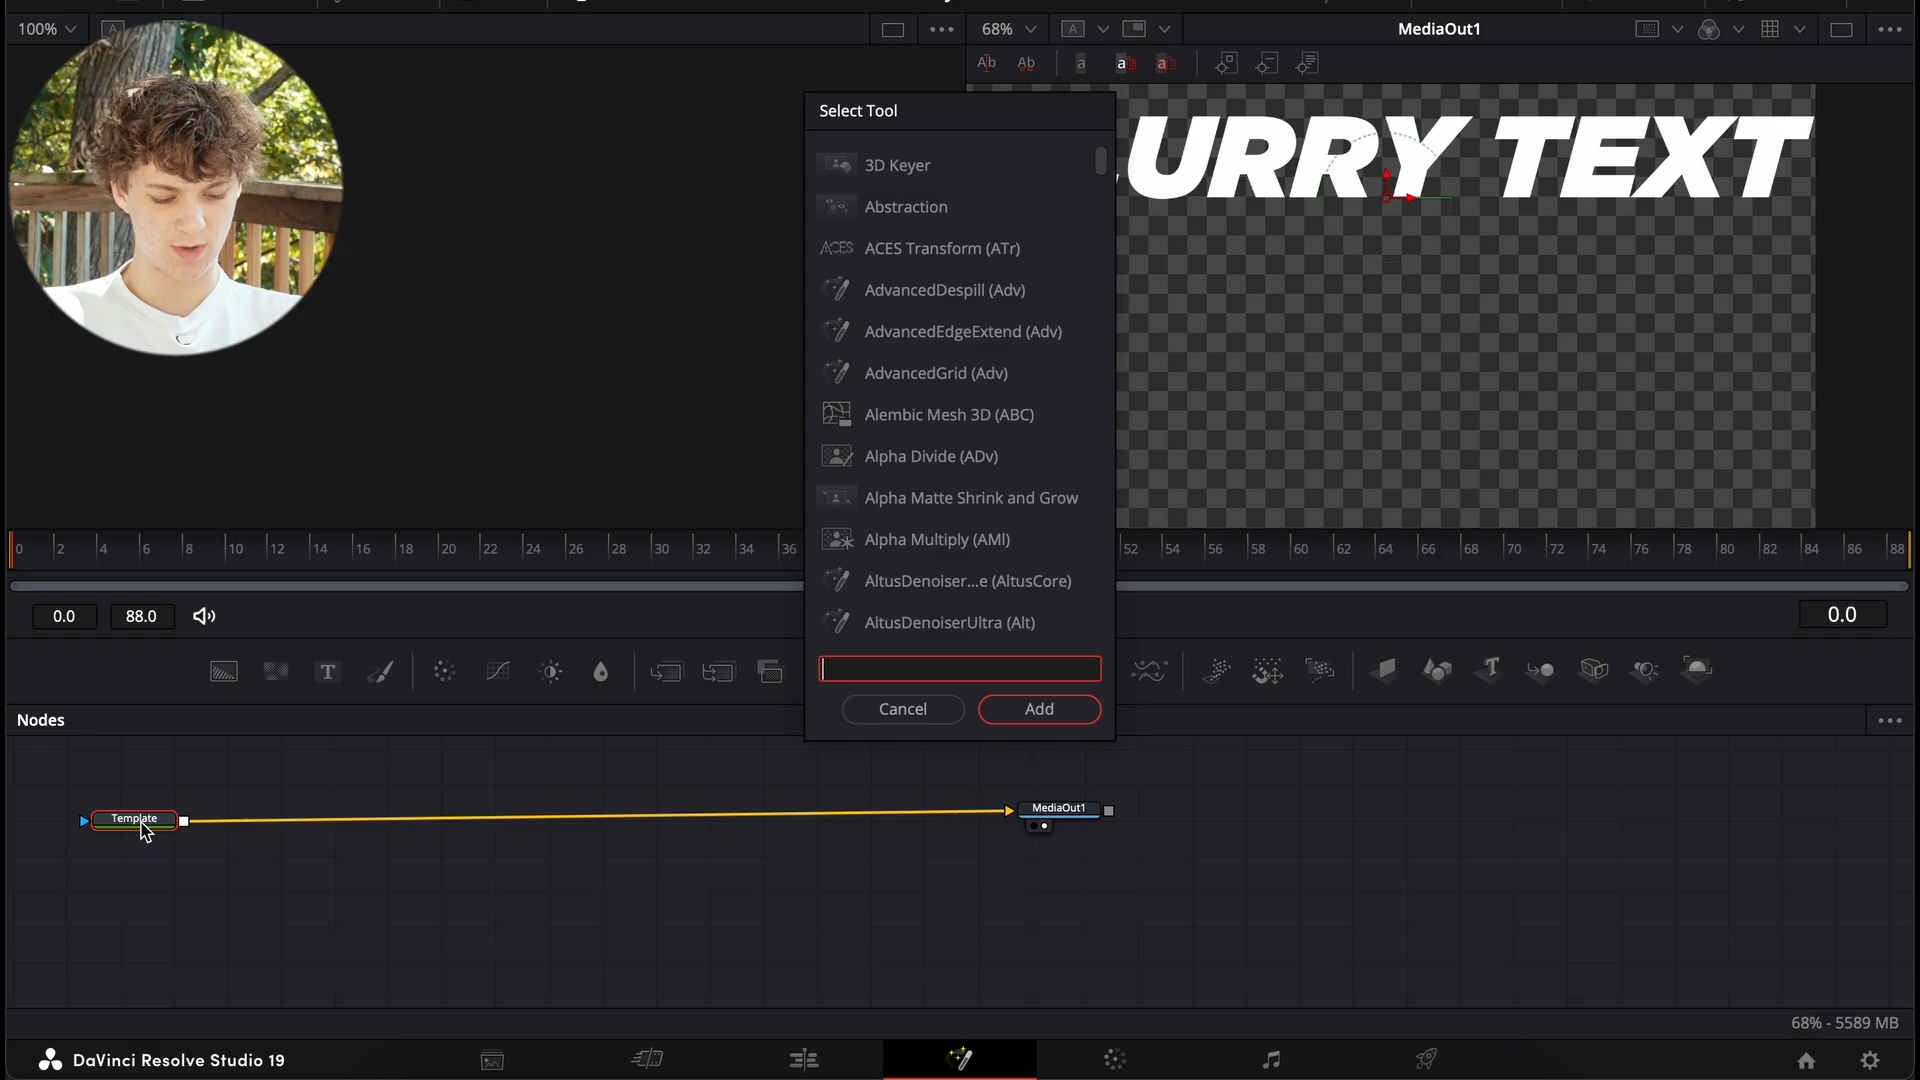 100%
A
68%
A
MediaOut1
Ab
Ab
a
ab
ab
Select Tool
URRY TEXT
3D Keyer
Abstraction
ACES
ACES Transform (ATr)
AdvancedDespill (Adv)
AdvancedEdgeExtend (Adv)
AdvancedGrid (Adv)
Alembic Mesh 3D (ABC)
Alpha Divide (ADv)
Alpha Matte Shrink and Grow
Alpha Multiply (AMl)
AltusDenoiser...e (AltusCore)
AltusDenoiserUltra (Alt)
Cancel
Add
0 2 4 6 8 10 12 14 16 18 20 22 24 26 28 30 32 34 36 52 54 56 58 60 62 64 66 68 70 72 74 76 78 80 82 84 86 88
0.0
88.0
0.0
T
T
Nodes
Template
MediaOut1
68% - 5589 MB
DaVinci Resolve Studio 19